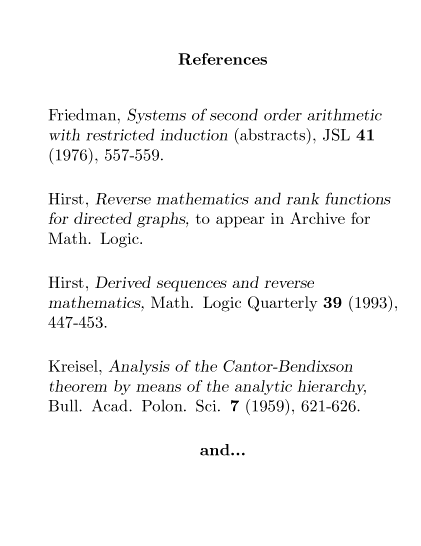 References
Friedman, Systems of second order arithmetic
with restricted induction (abstracts), JSL 41
(1976), 557-559.
Hirst, Reverse mathematics and rank functions
for directed graphs, to appear in Archive for
Math. Logic.
Hirst, Derived sequences and reverse
mathematics, Math. Logic Quarterly 39 (1993),
447-453.
Kreisel, Analysis of the Cantor-Bendixson
theorem by means of the analytic hierarchy,
Bull. Acad. Polon. Sci. 7 (1959), 621-626.
and...